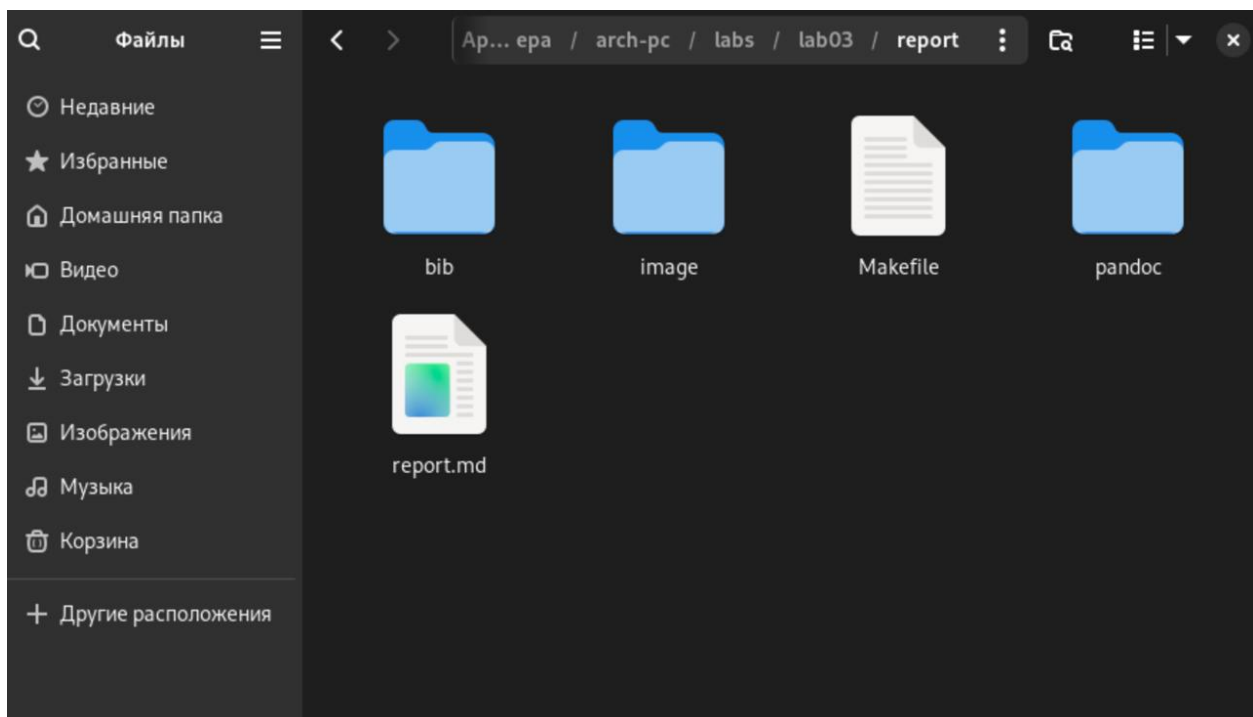 Файлы
Ар... ера / arch-pc / labs / lab03 / report
Недавние
Избранные
Домашняя папка
Видео
Документы
Загрузки
Изображения
Музыка
Корзина
Другие расположения
bib
image
Makefile
pandoc
report.md